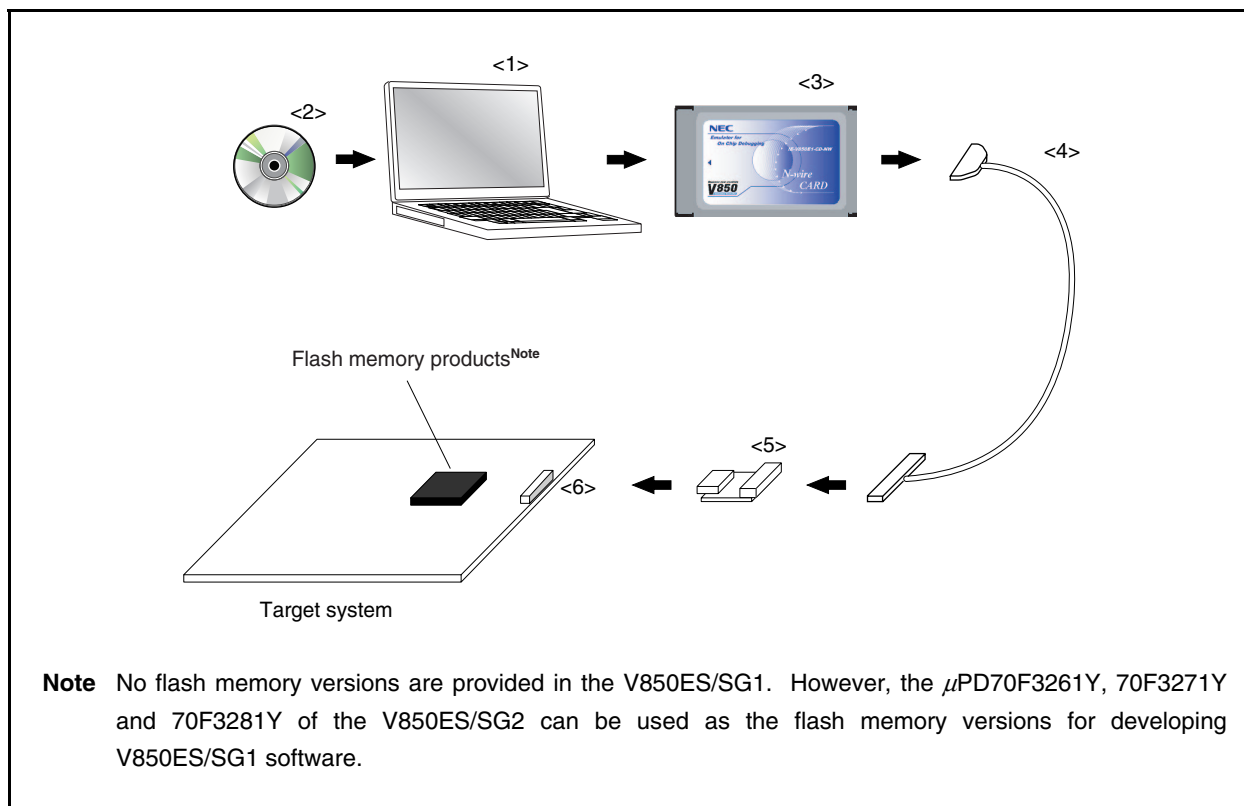 <1>
<2>
<3>
NEC
Emulator for
On Chip Debugging
N-wire
CARD
V850
<4>
Flash memory products^Note
<5>
<6>
Target system
Note No flash memory versions are provided in the V850ES/SG1. However, the μPD70F3261Y, 70F3271Y
and 70F3281Y of the V850ES/SG2 can be used as the flash memory versions for developing
V850ES/SG1 software.